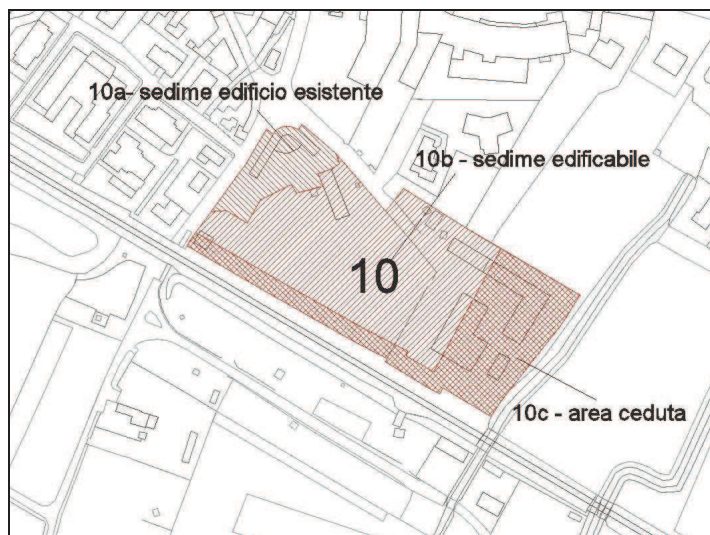 10a- sedime edificio esistente
10b - sedime edificabile
10
10c - area ceduta